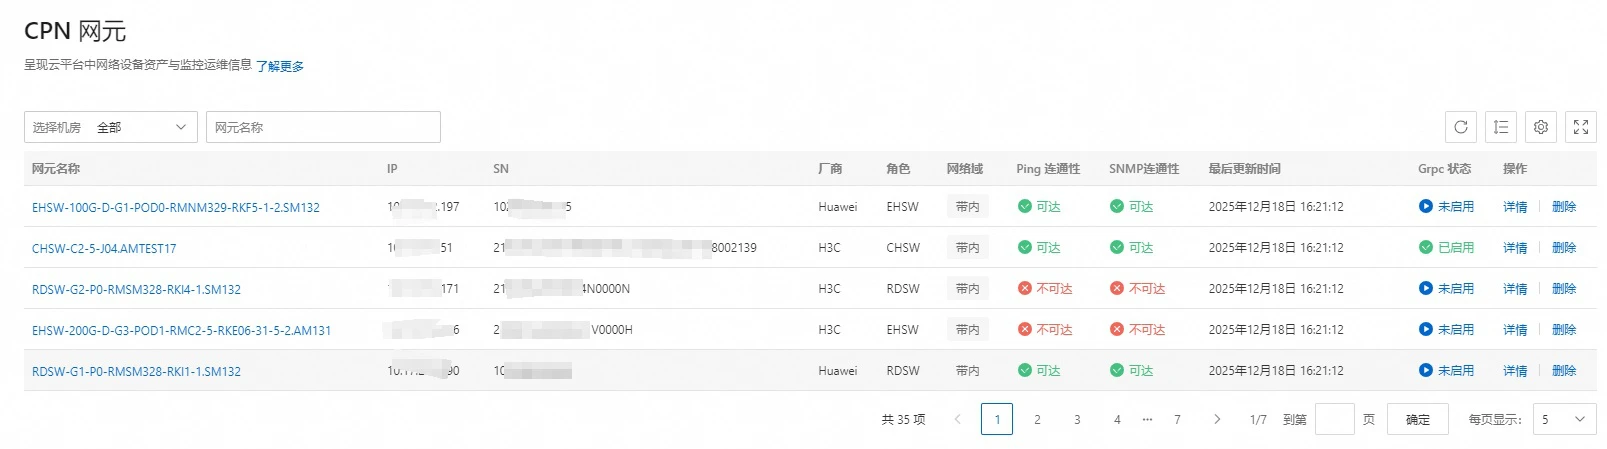 CPN 网元
呈现云平台中网络设备资产与监控运维信息 了解更多
选择机房 全部 网元名称
网元名称 IP SN 厂商 角色 网络域 Ping 连通性 SNMP连通性 最后更新时间 Grpc 状态 操作
EHSW-100G-D-G1-POD0-RMNM329-RKF5-1-2.SM132 10 .197 102 5 Huawei EHSW 带内 可达 可达 2025年12月18日 16:21:12 未启用 详情 删除
CHSW-C2-5-J04.AMTEST17 1 51 21 8002139 H3C CHSW 带内 可达 可达 2025年12月18日 16:21:12 已启用 详情 删除
RDSW-G2-P0-RMSM328-RKI4-1.SM132 171 21 4N0000N H3C RDSW 带内 不可达 不可达 2025年12月18日 16:21:12 未启用 详情 删除
EHSW-200G-D-G3-POD1-RMC2-5-RKE06-31-5-2.AM131 6 2 V0000H H3C EHSW 带内 不可达 不可达 2025年12月18日 16:21:12 未启用 详情 删除
RDSW-G1-P0-RMSM328-RKI1-1.SM132 10.17. 90 10 Huawei RDSW 带内 可达 可达 2025年12月18日 16:21:12 未启用 详情 删除
共 35 项 < 1 2 3 4 ··· 7 > 1/7 到第 页 确定 每页显示: 5